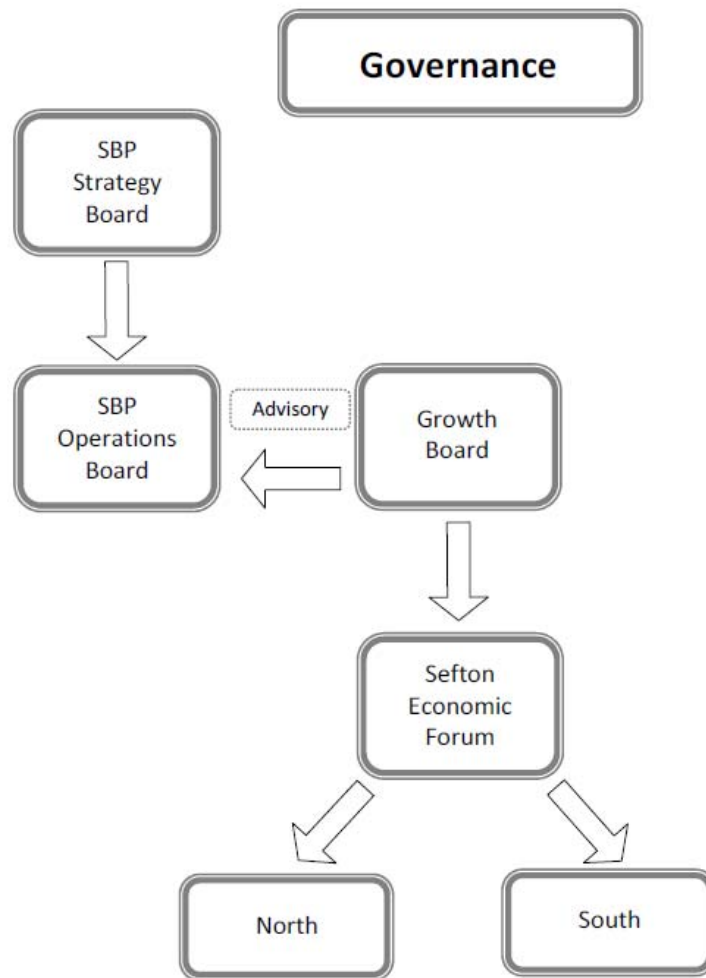 Governance
SBP
Strategy
Board
SBP
Operations
Board
Advisory
Growth
Board
Sefton
Economic
Forum
North
South